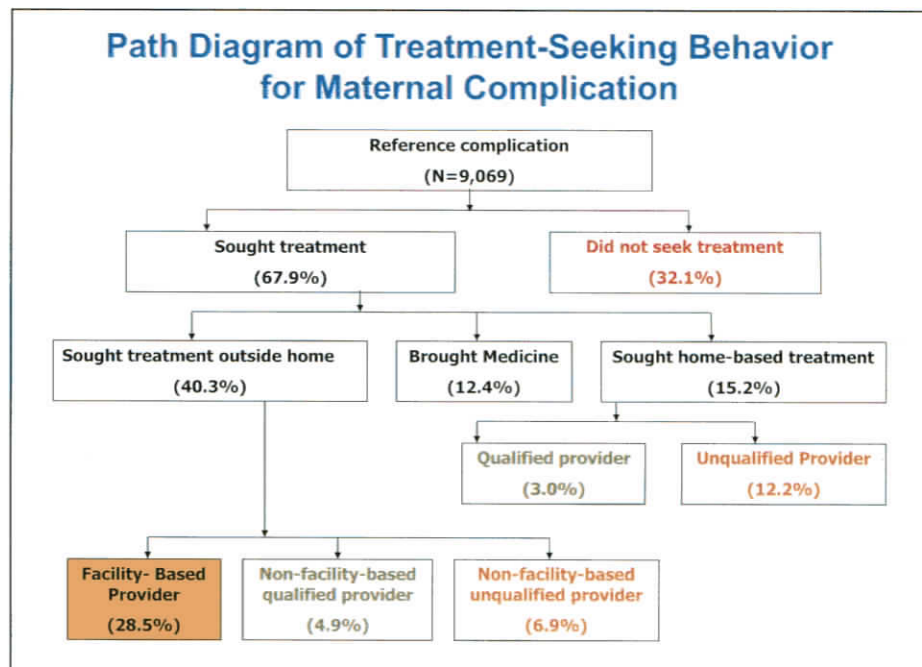 Path Diagram of Treatment-Seeking Behavior
for Maternal Complication
Reference complication
(N=9,069)
Sought treatment
(67.9%)
Did not seek treatment
(32.1%)
Sought treatment outside home
(40.3%)
Brought Medicine
(12.4%)
Sought home-based treatment
(15.2%)
Qualified provider
(3.0%)
Unqualified Provider
(12.2%)
Facility- Based
Provider
(28.5%)
Non-facility-based
qualified provider
(4.9%)
Non-facility-based
unqualified provider
(6.9%)